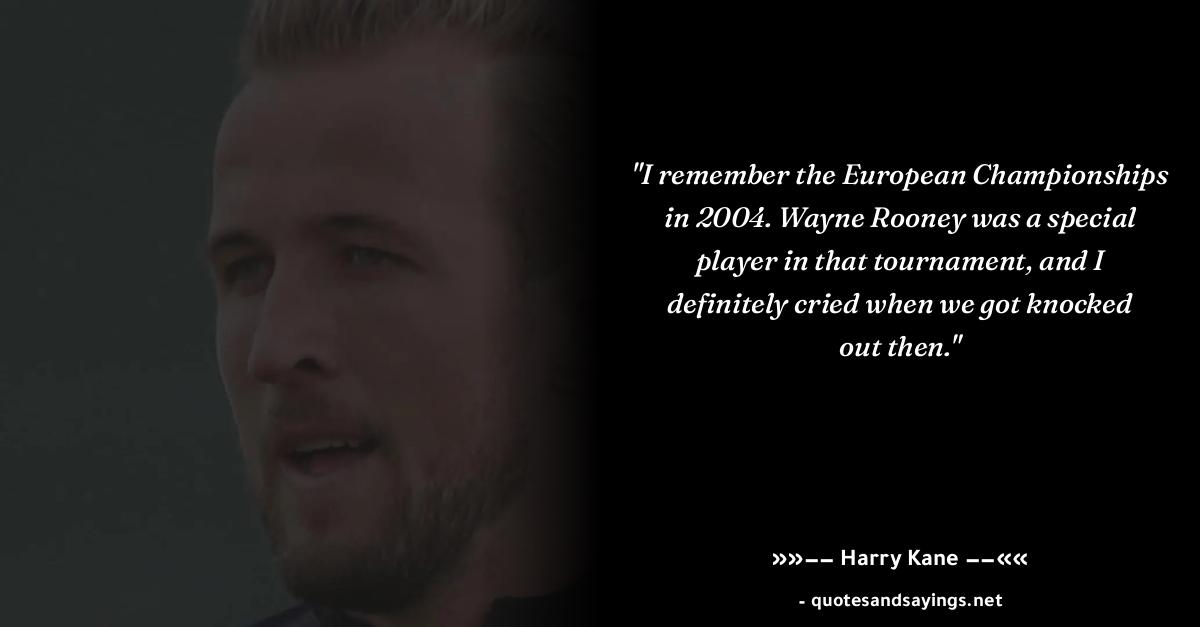 "I remember the European Championships
in 2004. Wayne Rooney was a special
player in that tournament, and I
definitely cried when we got knocked
out then."
»»−− Harry Kane −−««
- quotesandsayings.net